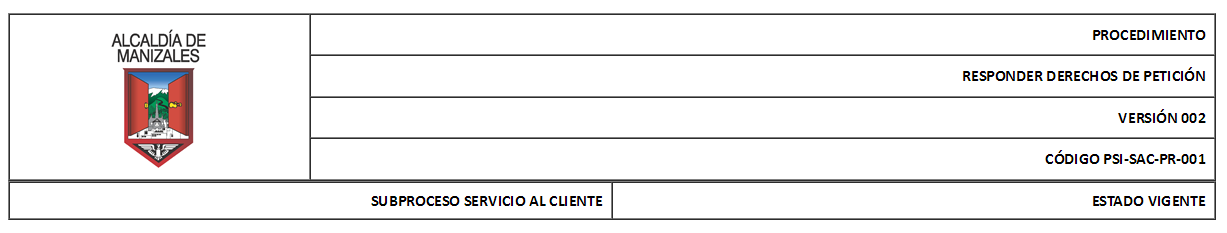 ALCALDÍA DE
MANIZALES
PROCEDIMIENTO
RESPONDER DERECHOS DE PETICIÓN
VERSIÓN 002
CÓDIGO PSI-SAC-PR-001
SUBPROCESO SERVICIO AL CLIENTE
ESTADO VIGENTE